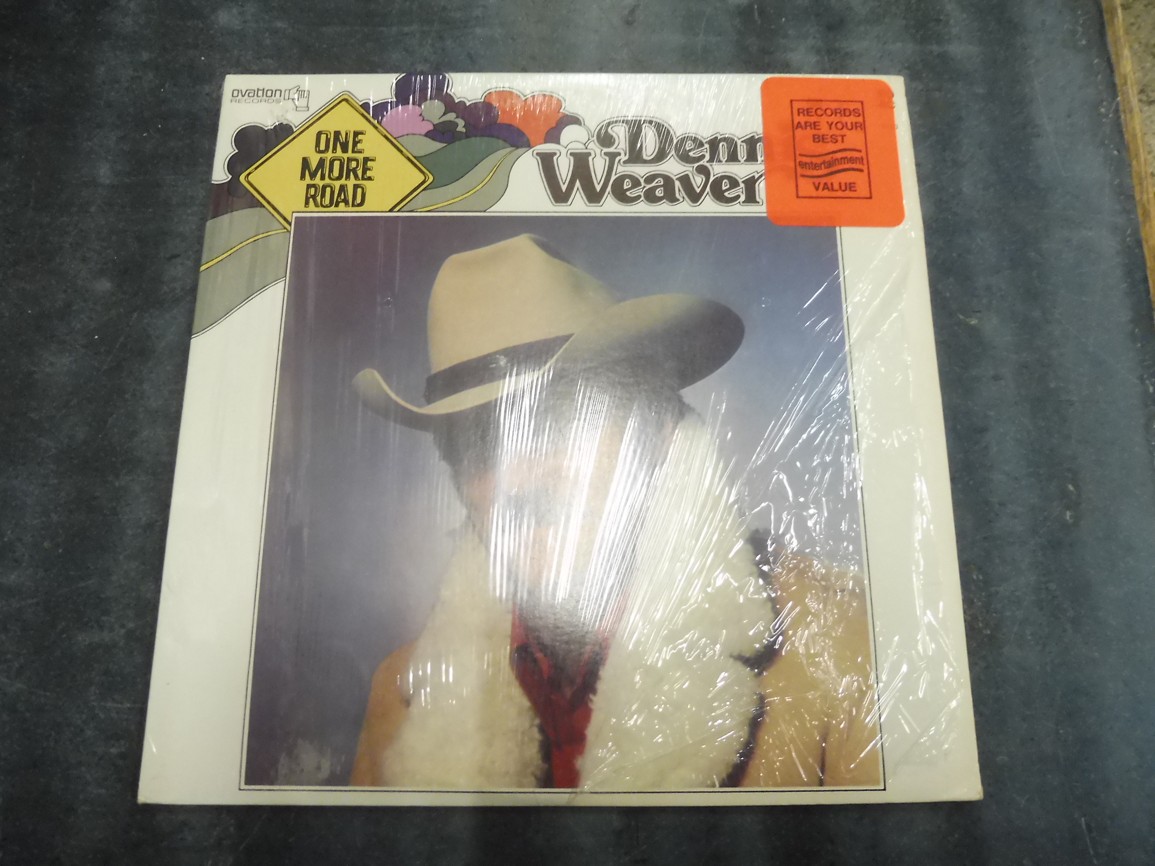 ovation
RECORDS
ONE
MORE
ROAD
Denn
Weaver
RECORDS
ARE YOUR
BEST
entertainment
VALUE